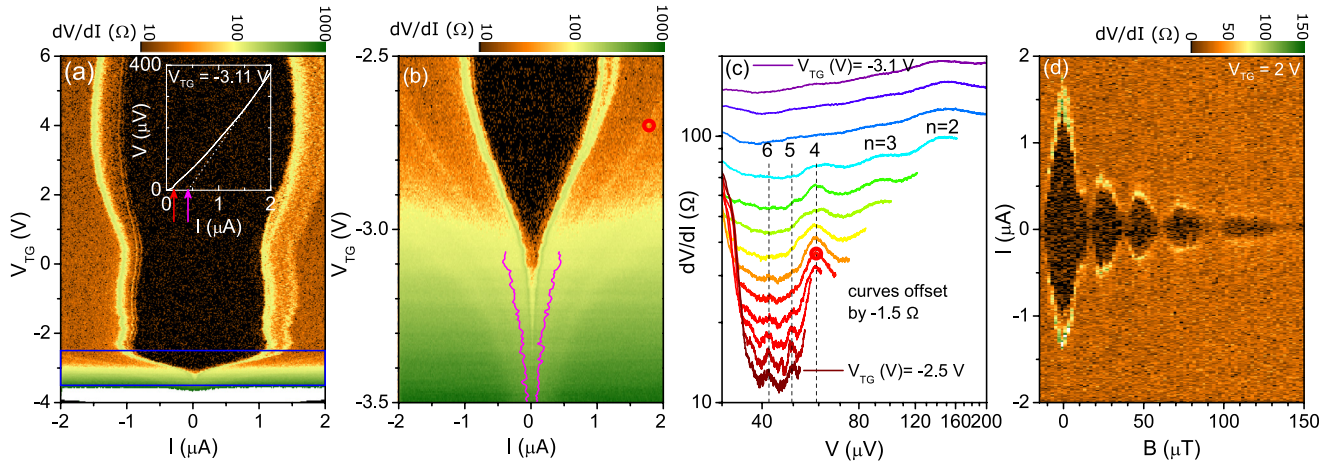 dV/dI (Ω) 10 100 1000
(a)
6
4
2
0
-2
-4
V_TG (V)
-2 -1 0 1 2
I (μA)
V_TG = -3.11 V
400
0
V (μV)
0 1 2
I (μA)
dV/dI (Ω) 10 100 1000
(b)
-2.5
-3.0
-3.5
V_TG (V)
-2 -1 0 1 2
I (μA)
(c)
V_TG (V)= -3.1 V
n=2
n=3
6 5 4
curves offset
by -1.5 Ω
V_TG (V)= -2.5 V
100
10
dV/dI (Ω)
40 80 120 160 200
V (μV)
dV/dI (Ω) 0 50 100 150
(d)
V_TG = 2 V
2
1
0
-1
-2
I (μA)
0 50 100 150
B (μT)